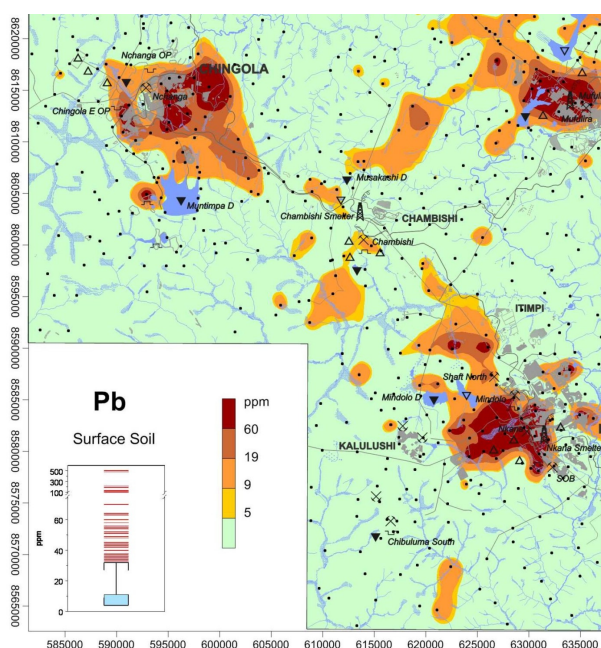 8620000
8615000
8610000
8605000
8600000
8595000
8590000
8585000
8580000
8575000
8570000
8565000
Nchanga OP
CHINGOLA
Nchanga
Chingola E OP
Muntimpa D
Mufulira
Musakashi D
Chambishi Smelter
CHAMBISHI
Chambishi
ITIMPI
Shaft North
Mindolo D
Mindolo
KALULUSHI
Nkana Smelte
SOB
Chibuluma South
Pb
Surface Soil
ppm
60
19
9
5
500
300
100
60
40
20
0
ppm
585000
590000
595000
600000
605000
610000
615000
620000
625000
630000
635000